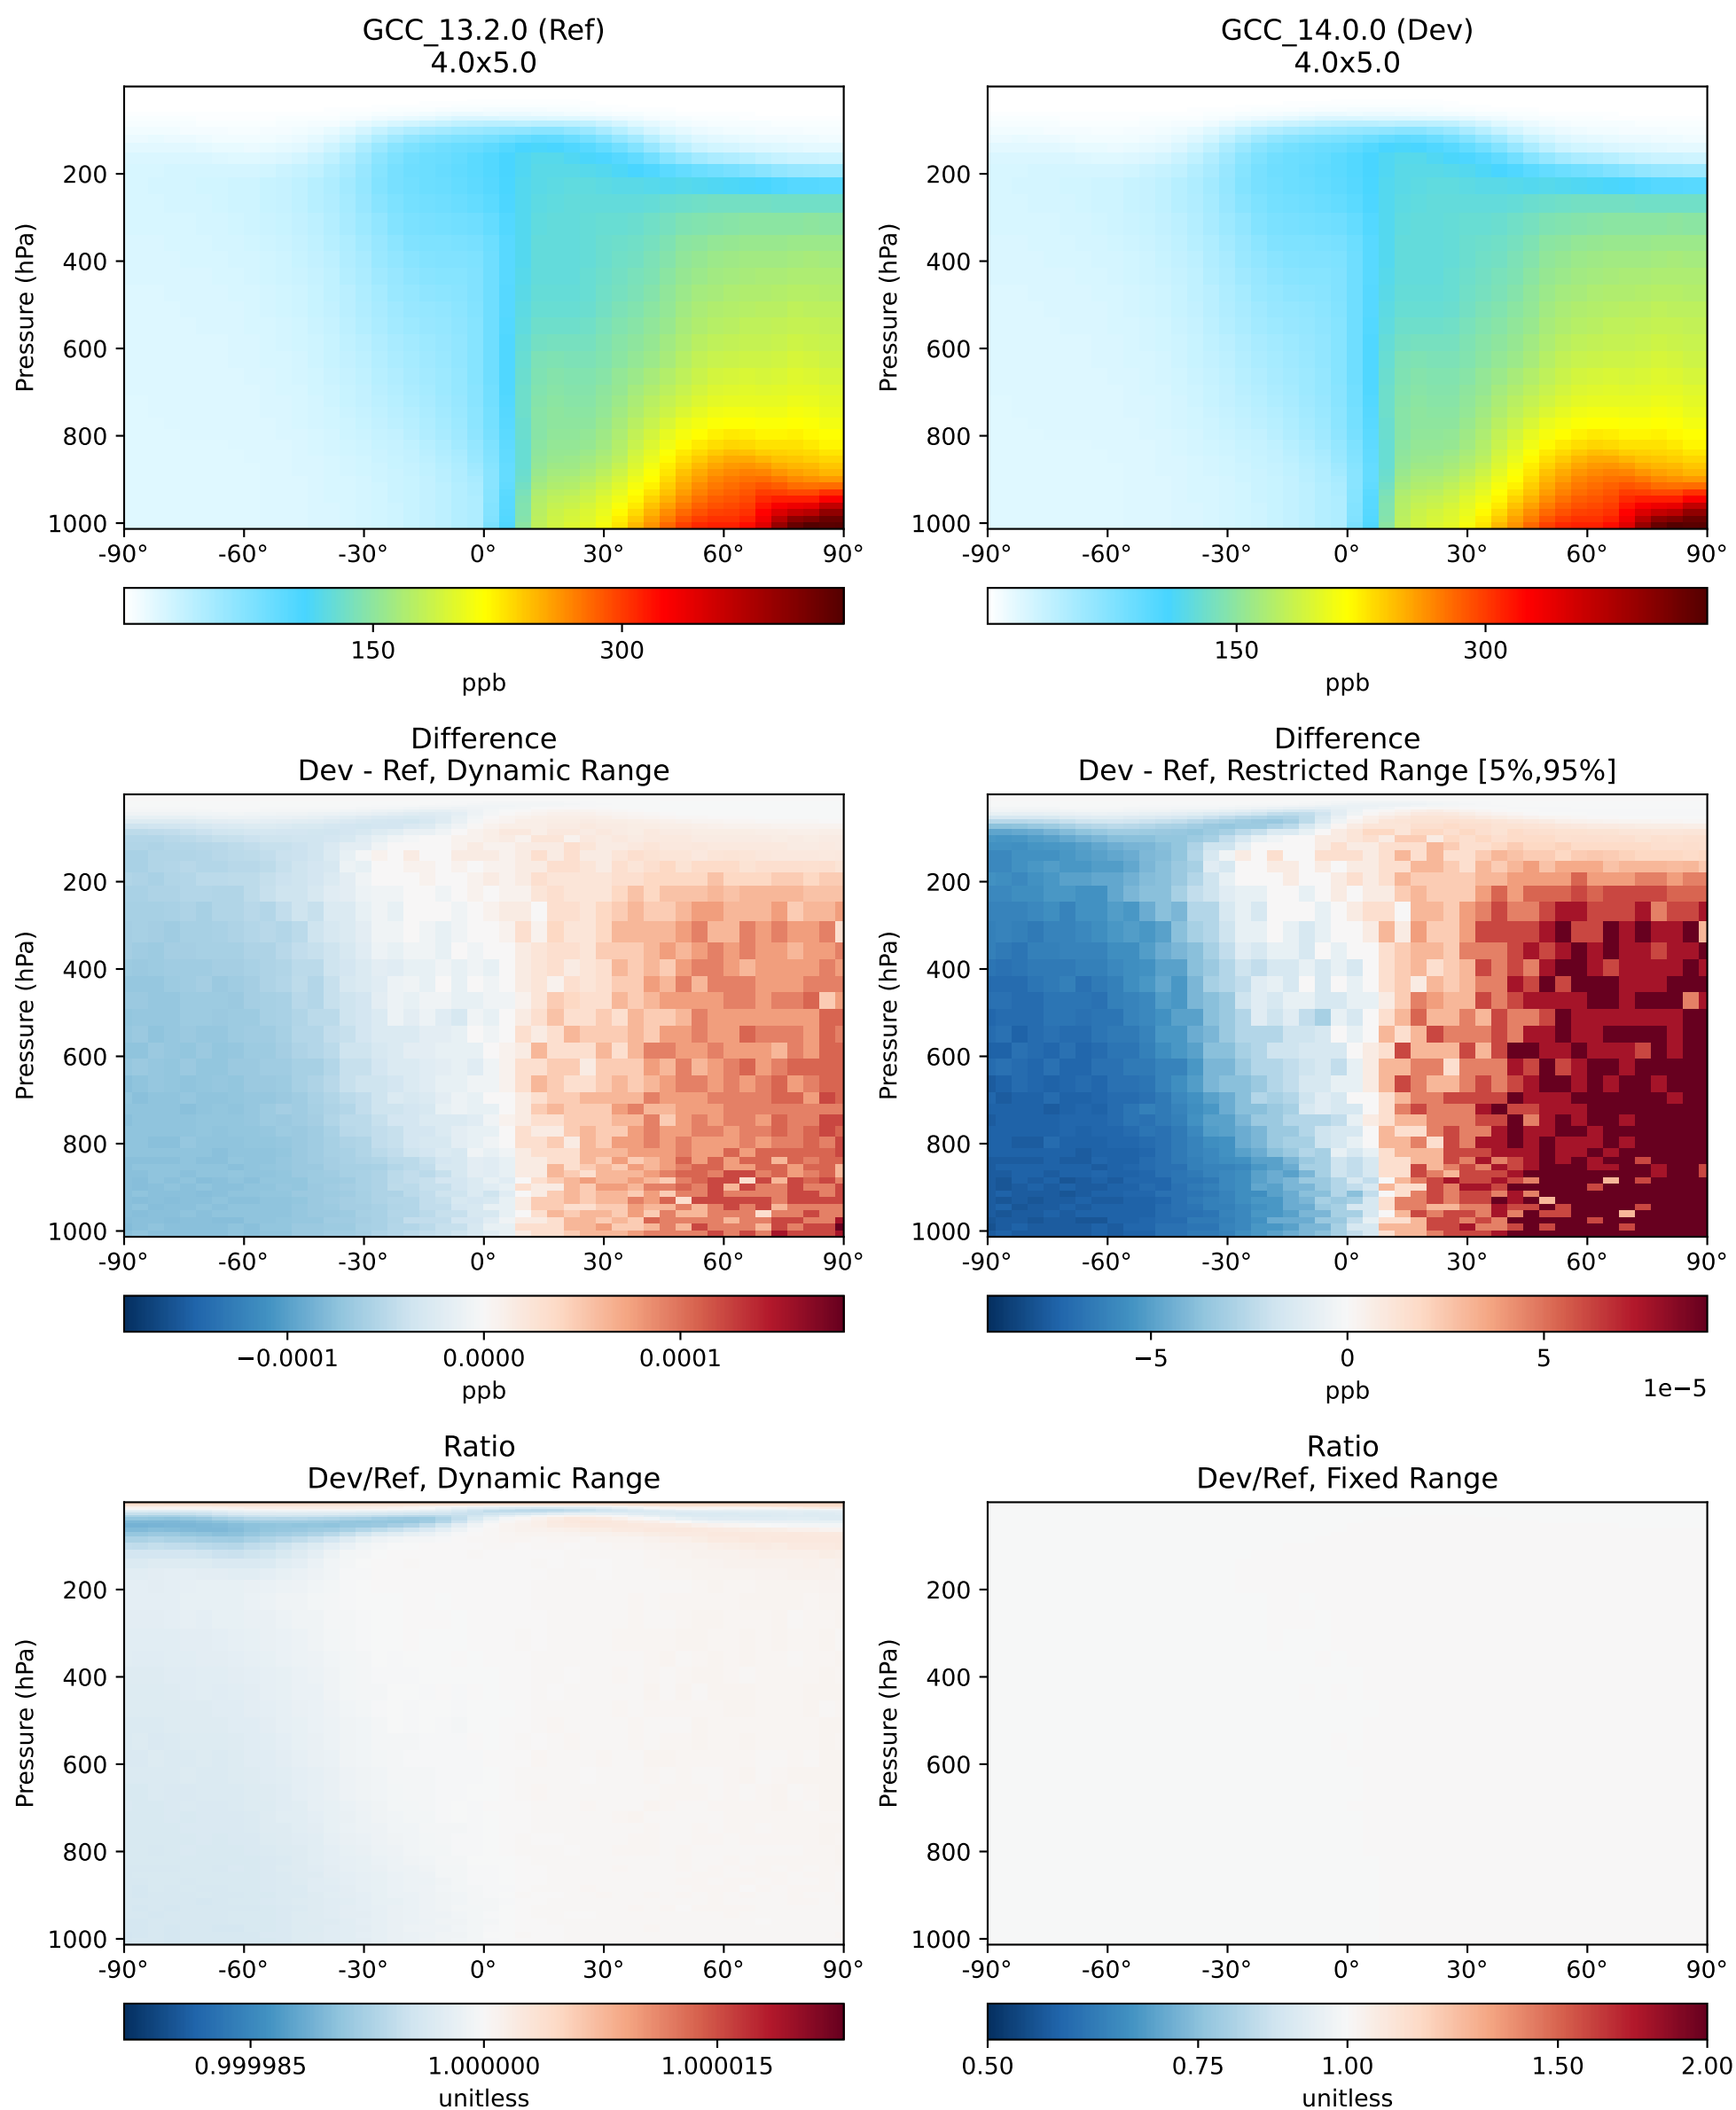 GCC_13.2.0 (Ref)
4.0x5.0
Pressure (hPa)
200
400
600
800
1000
-90° -60° -30° 0° 30° 60° 90°
150 300
ppb
GCC_14.0.0 (Dev)
4.0x5.0
Pressure (hPa)
200
400
600
800
1000
-90° -60° -30° 0° 30° 60° 90°
150 300
ppb
Difference
Dev - Ref, Dynamic Range
Pressure (hPa)
200
400
600
800
1000
-90° -60° -30° 0° 30° 60° 90°
−0.0001 0.0000 0.0001
ppb
Difference
Dev - Ref, Restricted Range [5%,95%]
Pressure (hPa)
200
400
600
800
1000
-90° -60° -30° 0° 30° 60° 90°
−5 0 5
ppb
1e−5
Ratio
Dev/Ref, Dynamic Range
Pressure (hPa)
200
400
600
800
1000
-90° -60° -30° 0° 30° 60° 90°
0.999985 1.000000 1.000015
unitless
Ratio
Dev/Ref, Fixed Range
Pressure (hPa)
200
400
600
800
1000
-90° -60° -30° 0° 30° 60° 90°
0.50 0.75 1.00 1.50 2.00
unitless